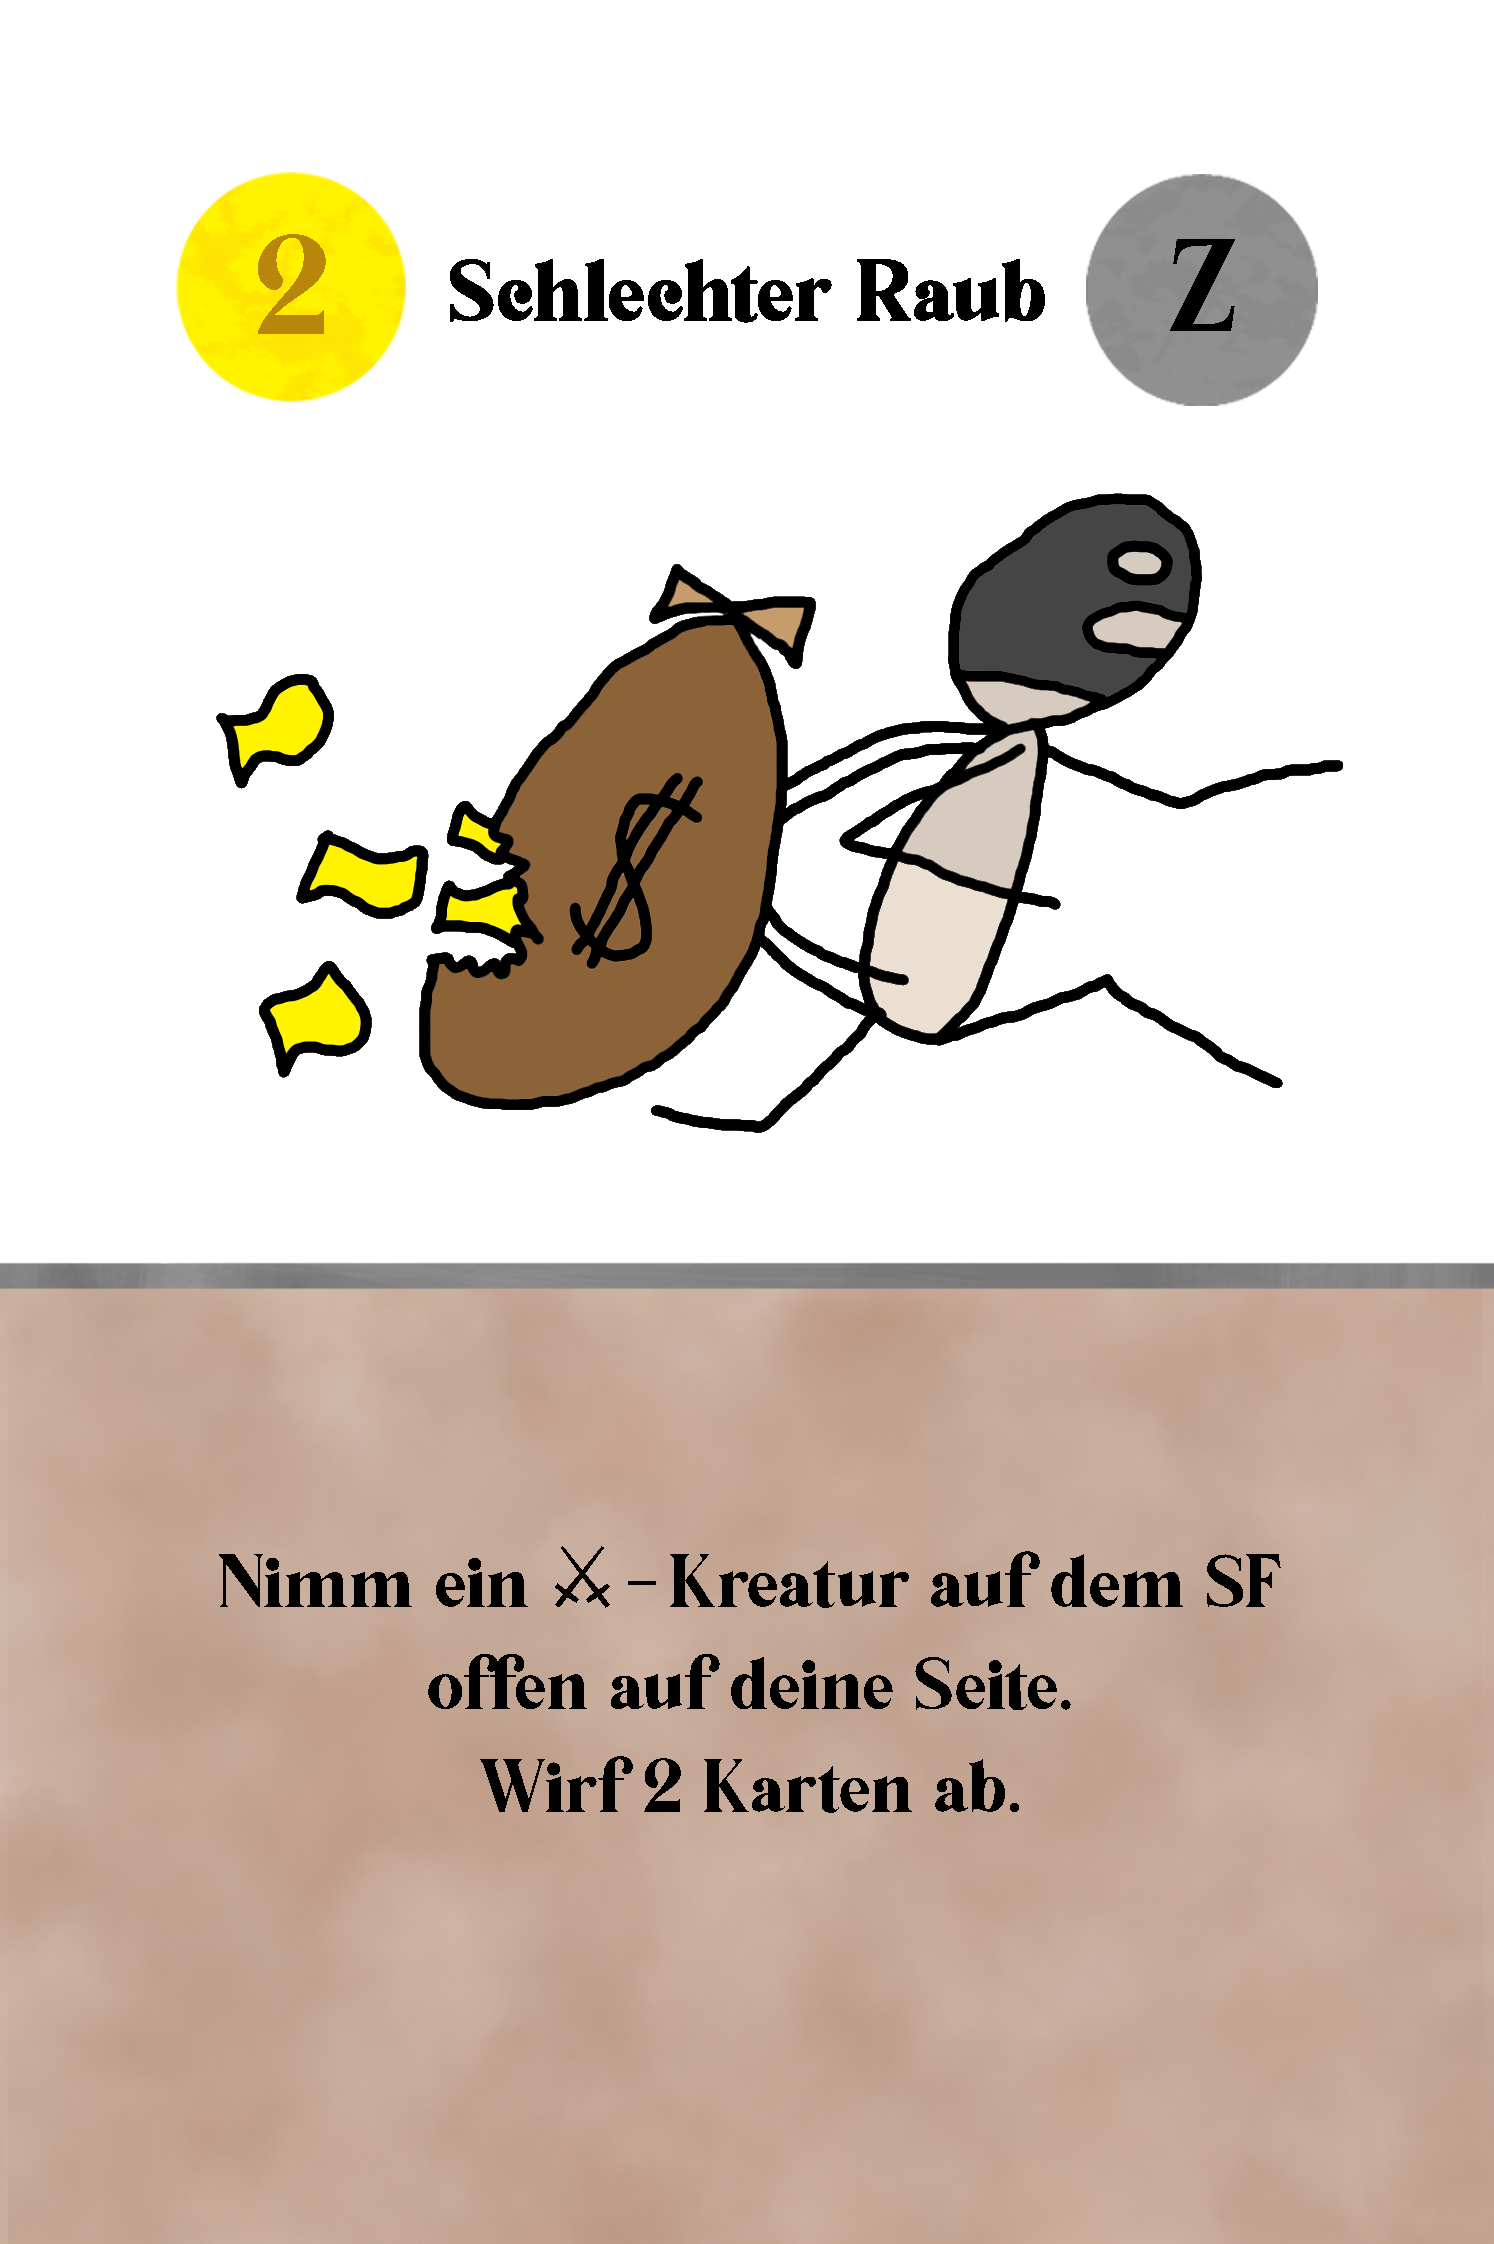 2 Schlechter Raub Z
$
Nimm ein ⚔-Kreatur auf dem SF
offen auf deine Seite.
Wirf 2 Karten ab.